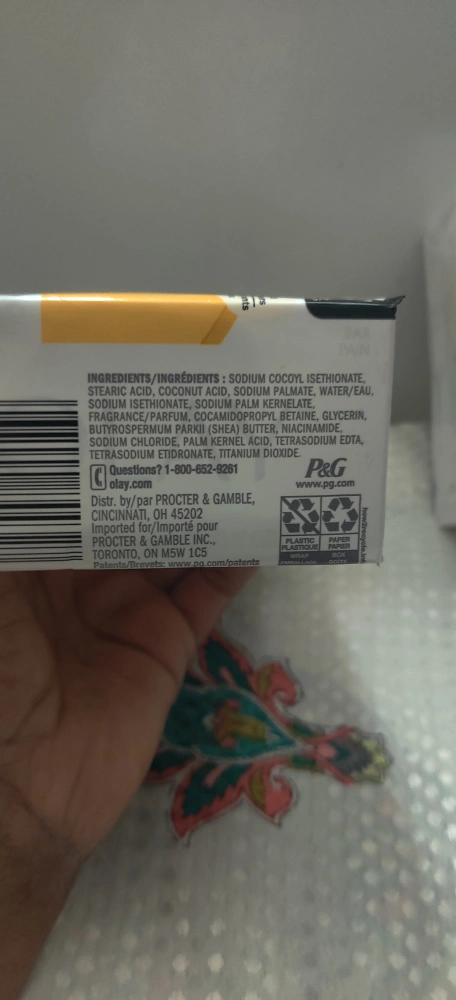 INGREDIENTS/INGRÉDIENTS : SODIUM COCOYL ISETHIONATE,
STEARIC ACID, COCONUT ACID, SODIUM PALMATE, WATER/EAU,
SODIUM ISETHIONATE, SODIUM PALM KERNELATE,
FRAGRANCE/PARFUM, COCAMIDOPROPYL BETAINE, GLYCERIN,
BUTYROSPERMUM PARKII (SHEA) BUTTER, NIACINAMIDE,
SODIUM CHLORIDE, PALM KERNEL ACID, TETRASODIUM EDTA,
TETRASODIUM ETIDRONATE, TITANIUM DIOXIDE.
Questions? 1-800-652-9261
olay.com
P&G
www.pg.com
Distr. by/par PROCTER & GAMBLE,
CINCINNATI, OH 45202
Imported for/Importé pour
PROCTER & GAMBLE INC.,
TORONTO, ON M5W 1C5
Patents/Brevets: www.pg.com/patents
PLASTIC
PLASTIQUE
WRAP
PAPER
PAPIER
BOX